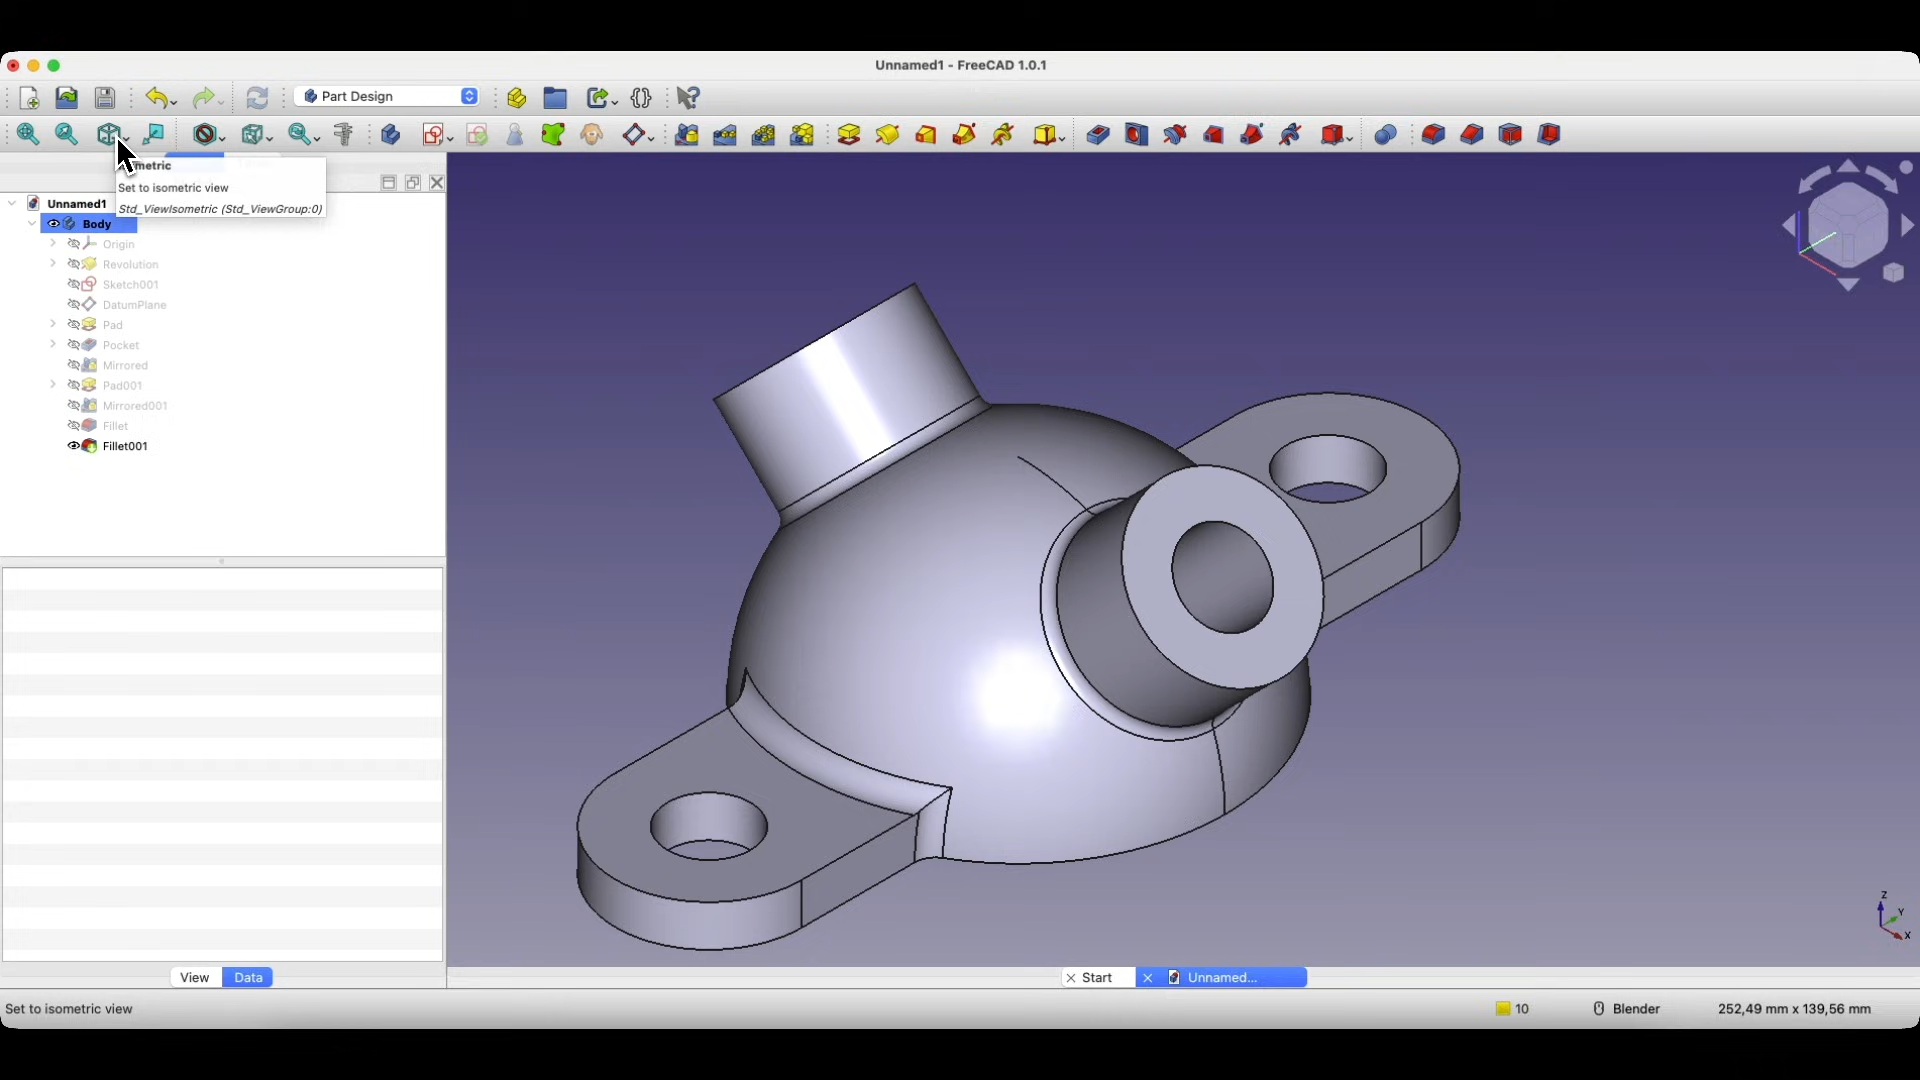 Unnamed1 - FreeCAD 1.0.1
Part Design
Set to isometric view
Std_ViewIsometric (Std_ViewGroup:0)
Unnamed1
Body
Origin
Revolution
Sketch001
DatumPlane
Pad
Pocket
Mirrored
Pad001
Mirrored001
Fillet
Fillet001
Z
Y
X
View Data
Start
Unnamed...
Set to isometric view
10
Blender
252,49 mm x 139,56 mm